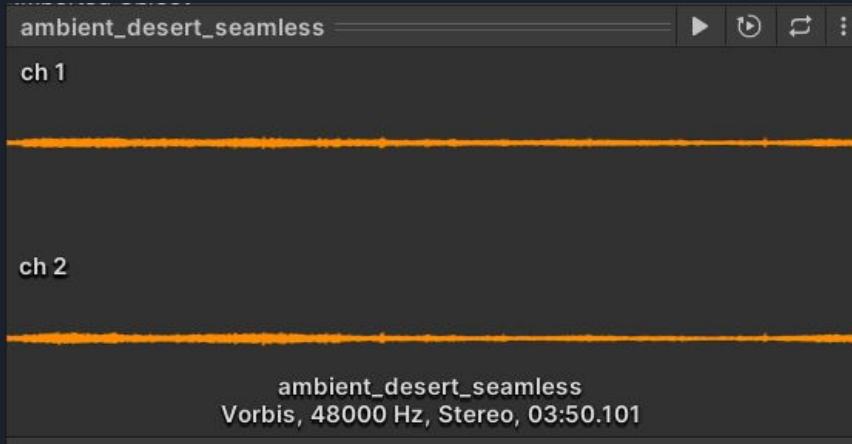 ambient_desert_seamless
ch 1
ch 2
ambient_desert_seamless
Vorbis, 48000 Hz, Stereo, 03:50.101